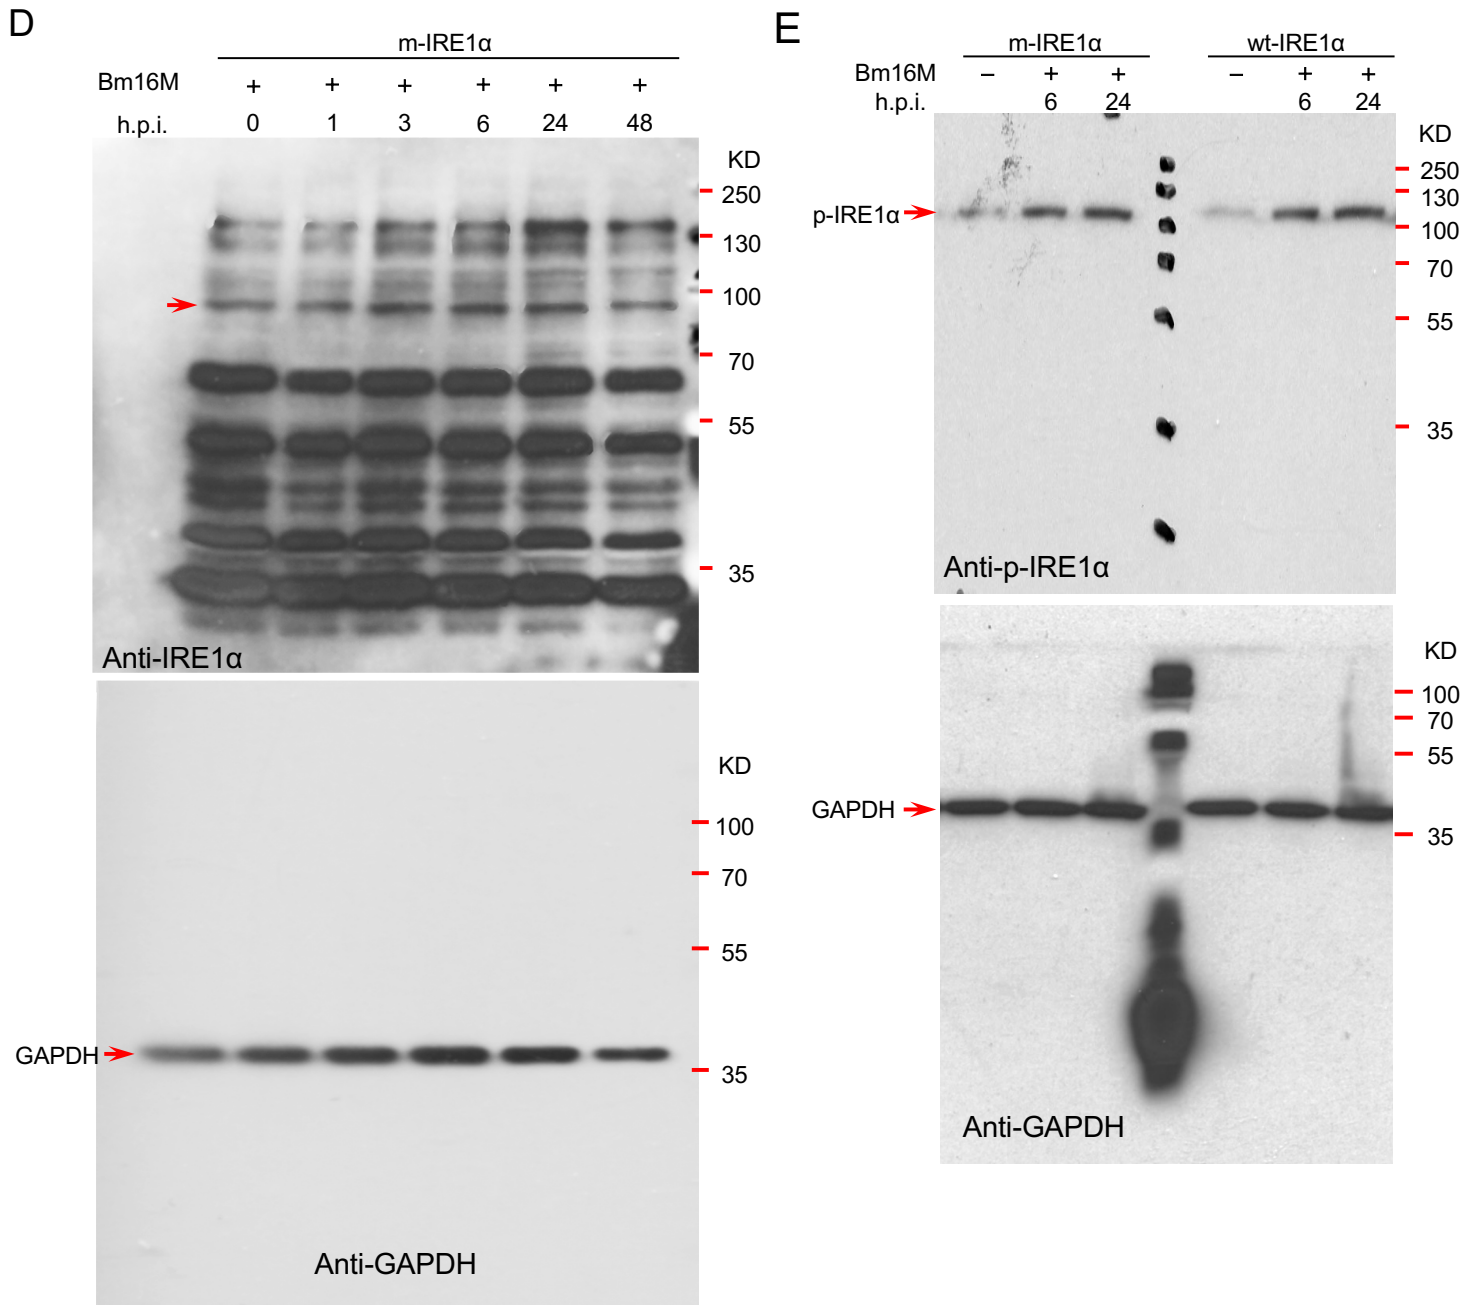 D
m-IRE1α
Bm16M + + + + + +
h.p.i. 0 1 3 6 24 48
KD
250
130
100
70
55
35
Anti-IRE1α
KD
100
70
55
GAPDH
35
Anti-GAPDH
E
m-IRE1α wt-IRE1α
Bm16M – + + – + +
h.p.i. 6 24 6 24
KD
250
130
p-IRE1α
100
70
55
35
Anti-p-IRE1α
KD
100
70
55
GAPDH
35
Anti-GAPDH